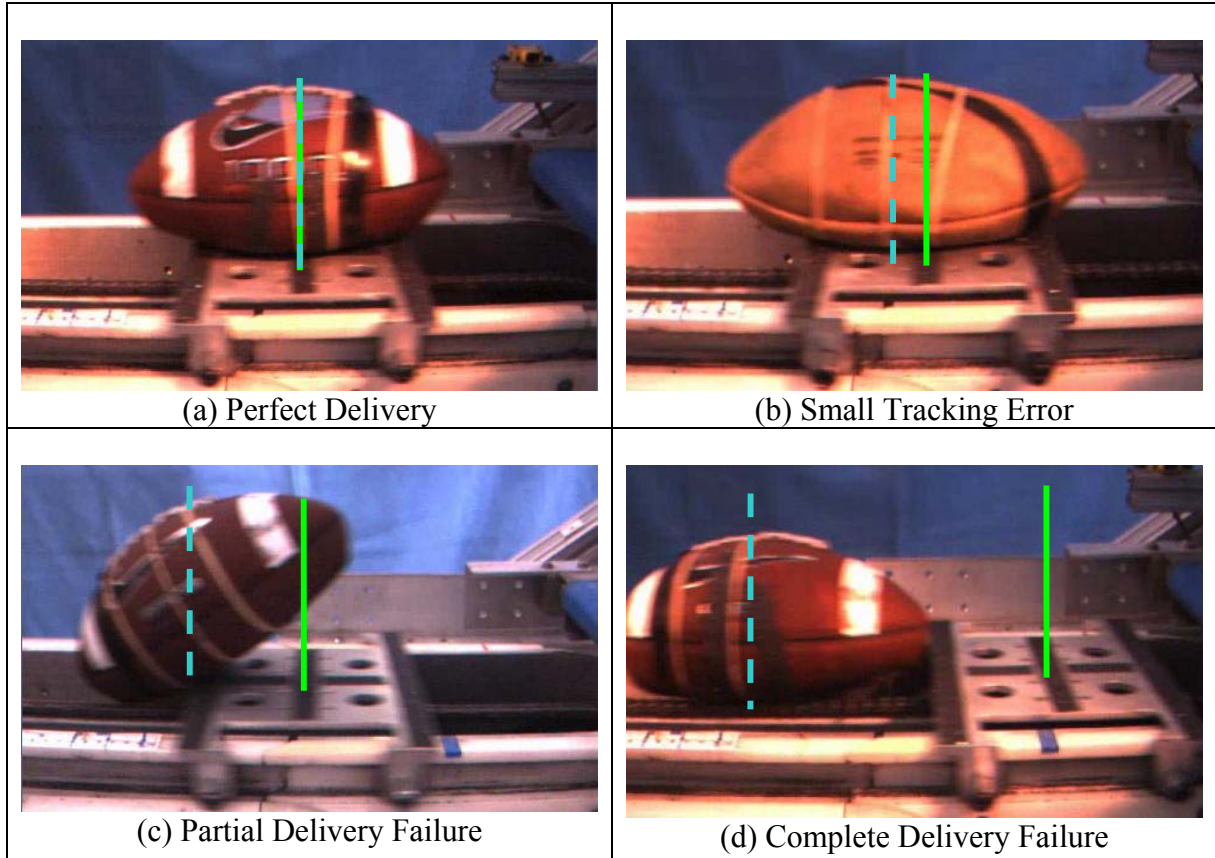 (a) Perfect Delivery
(b) Small Tracking Error
(c) Partial Delivery Failure
(d) Complete Delivery Failure